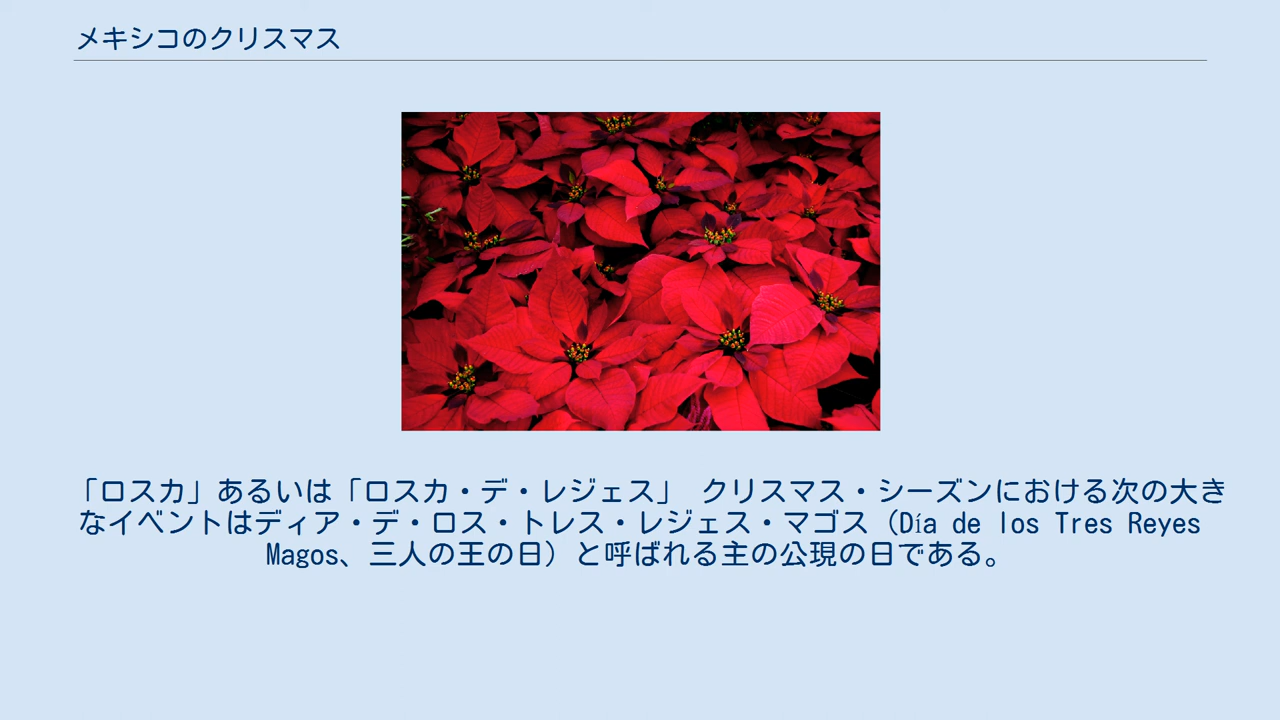 メキシコのクリスマス
「ロスカ」あるいは「ロスカ・デ・レジェス」 クリスマス・シーズンにおける次の大き
なイベントはディア・デ・ロス・トレス・レジェス・マゴス（Día de los Tres Reyes
Magos、三人の王の日）と呼ばれる主の公現の日である。